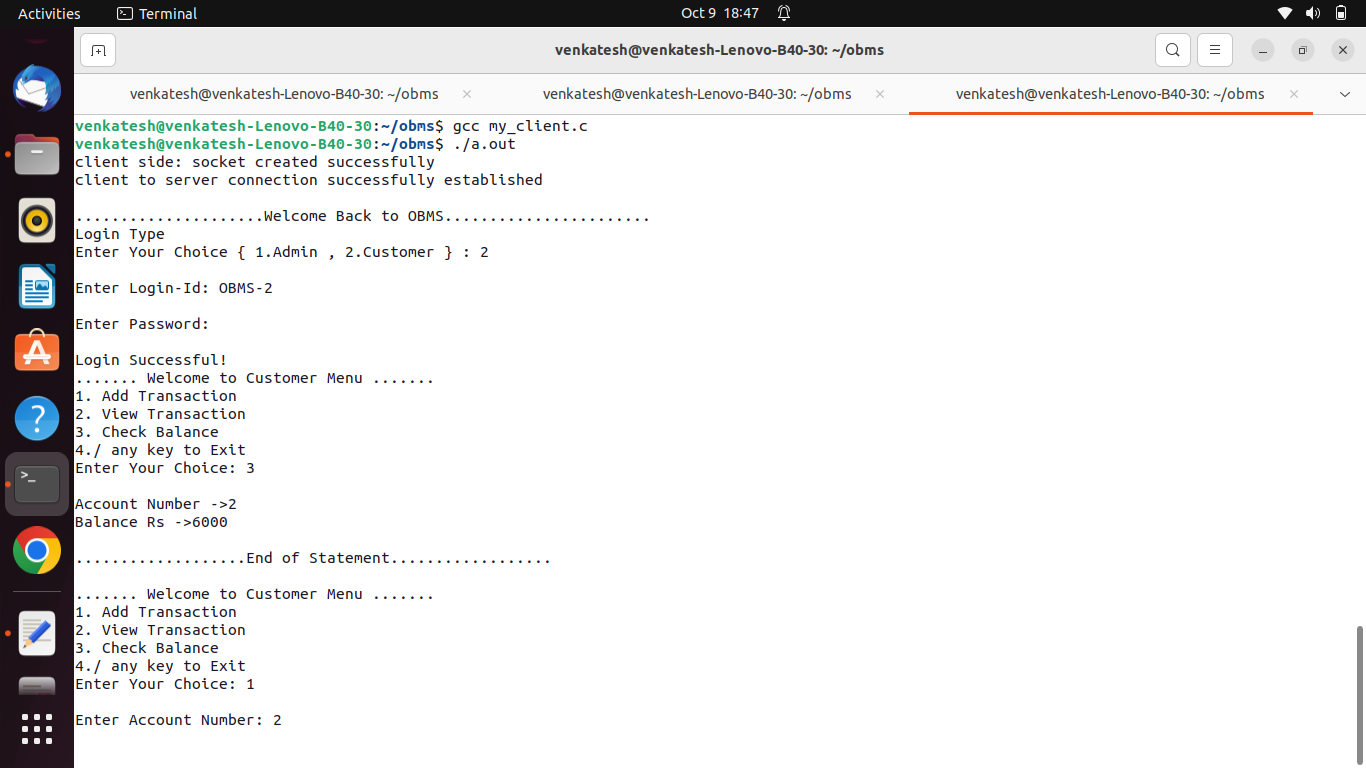 Activities Terminal Oct 9 18:47
venkatesh@venkatesh-Lenovo-B40-30: ~/obms
venkatesh@venkatesh-Lenovo-B40-30: ~/obms × venkatesh@venkatesh-Lenovo-B40-30: ~/obms × venkatesh@venkatesh-Lenovo-B40-30: ~/obms ×
venkatesh@venkatesh-Lenovo-B40-30:~/obms$ gcc my_client.c
venkatesh@venkatesh-Lenovo-B40-30:~/obms$ ./a.out
client side: socket created successfully
client to server connection successfully established
.....................Welcome Back to OBMS.......................
Login Type
Enter Your Choice { 1.Admin , 2.Customer } : 2
Enter Login-Id: OBMS-2
Enter Password:
Login Successful!
....... Welcome to Customer Menu .......
1. Add Transaction
2. View Transaction
3. Check Balance
4./ any key to Exit
Enter Your Choice: 3
Account Number ->2
Balance Rs ->6000
...................End of Statement..................
....... Welcome to Customer Menu .......
1. Add Transaction
2. View Transaction
3. Check Balance
4./ any key to Exit
Enter Your Choice: 1
Enter Account Number: 2